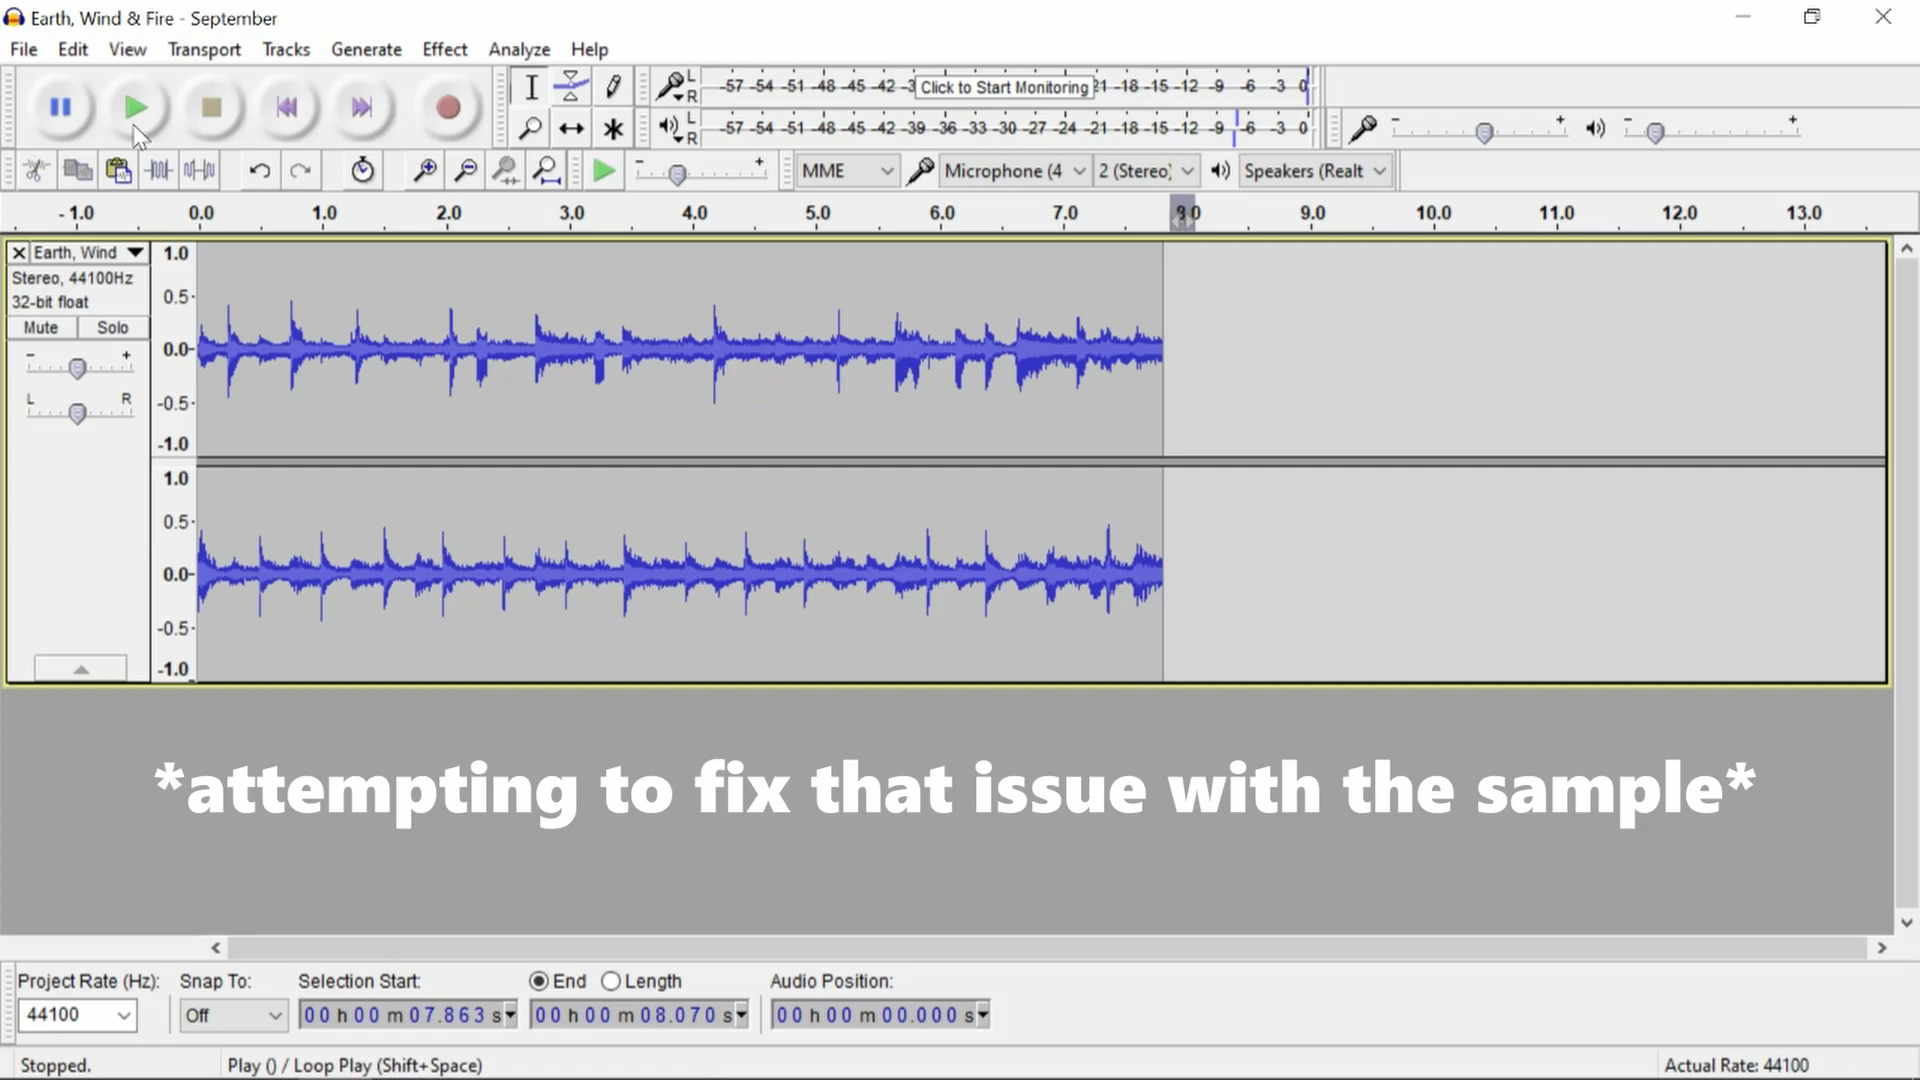 Earth, Wind & Fire - September
File Edit View Transport Tracks Generate Effect Analyze Help
L
R
-57 -54 -51 -48 -45 -42 -3 Click to Start Monitoring 21 -18 -15 -12 -9 -6 -3 0
L
R
-57 -54 -51 -48 -45 -42 -39 -36 -33 -30 -27 -24 -21 -18 -15 -12 -9 -6 -3 0
- + - +
- + MME Microphone (4 2 (Stereo) Speakers (Realt
-1.0 0.0 1.0 2.0 3.0 4.0 5.0 6.0 7.0 8.0 9.0 10.0 11.0 12.0 13.0
Earth, Wind
Stereo, 44100Hz
32-bit float
Mute Solo
- +
L R
1.0
0.5
0.0
-0.5
-1.0
1.0
0.5
0.0
-0.5
-1.0
*attempting to fix that issue with the sample*
Project Rate (Hz): Snap To: Selection Start: End Length Audio Position:
44100 Off 00 h 00 m 07.863 s 00 h 00 m 08.070 s 00 h 00 m 00.000 s
Stopped. Play () / Loop Play (Shift+Space) Actual Rate: 44100